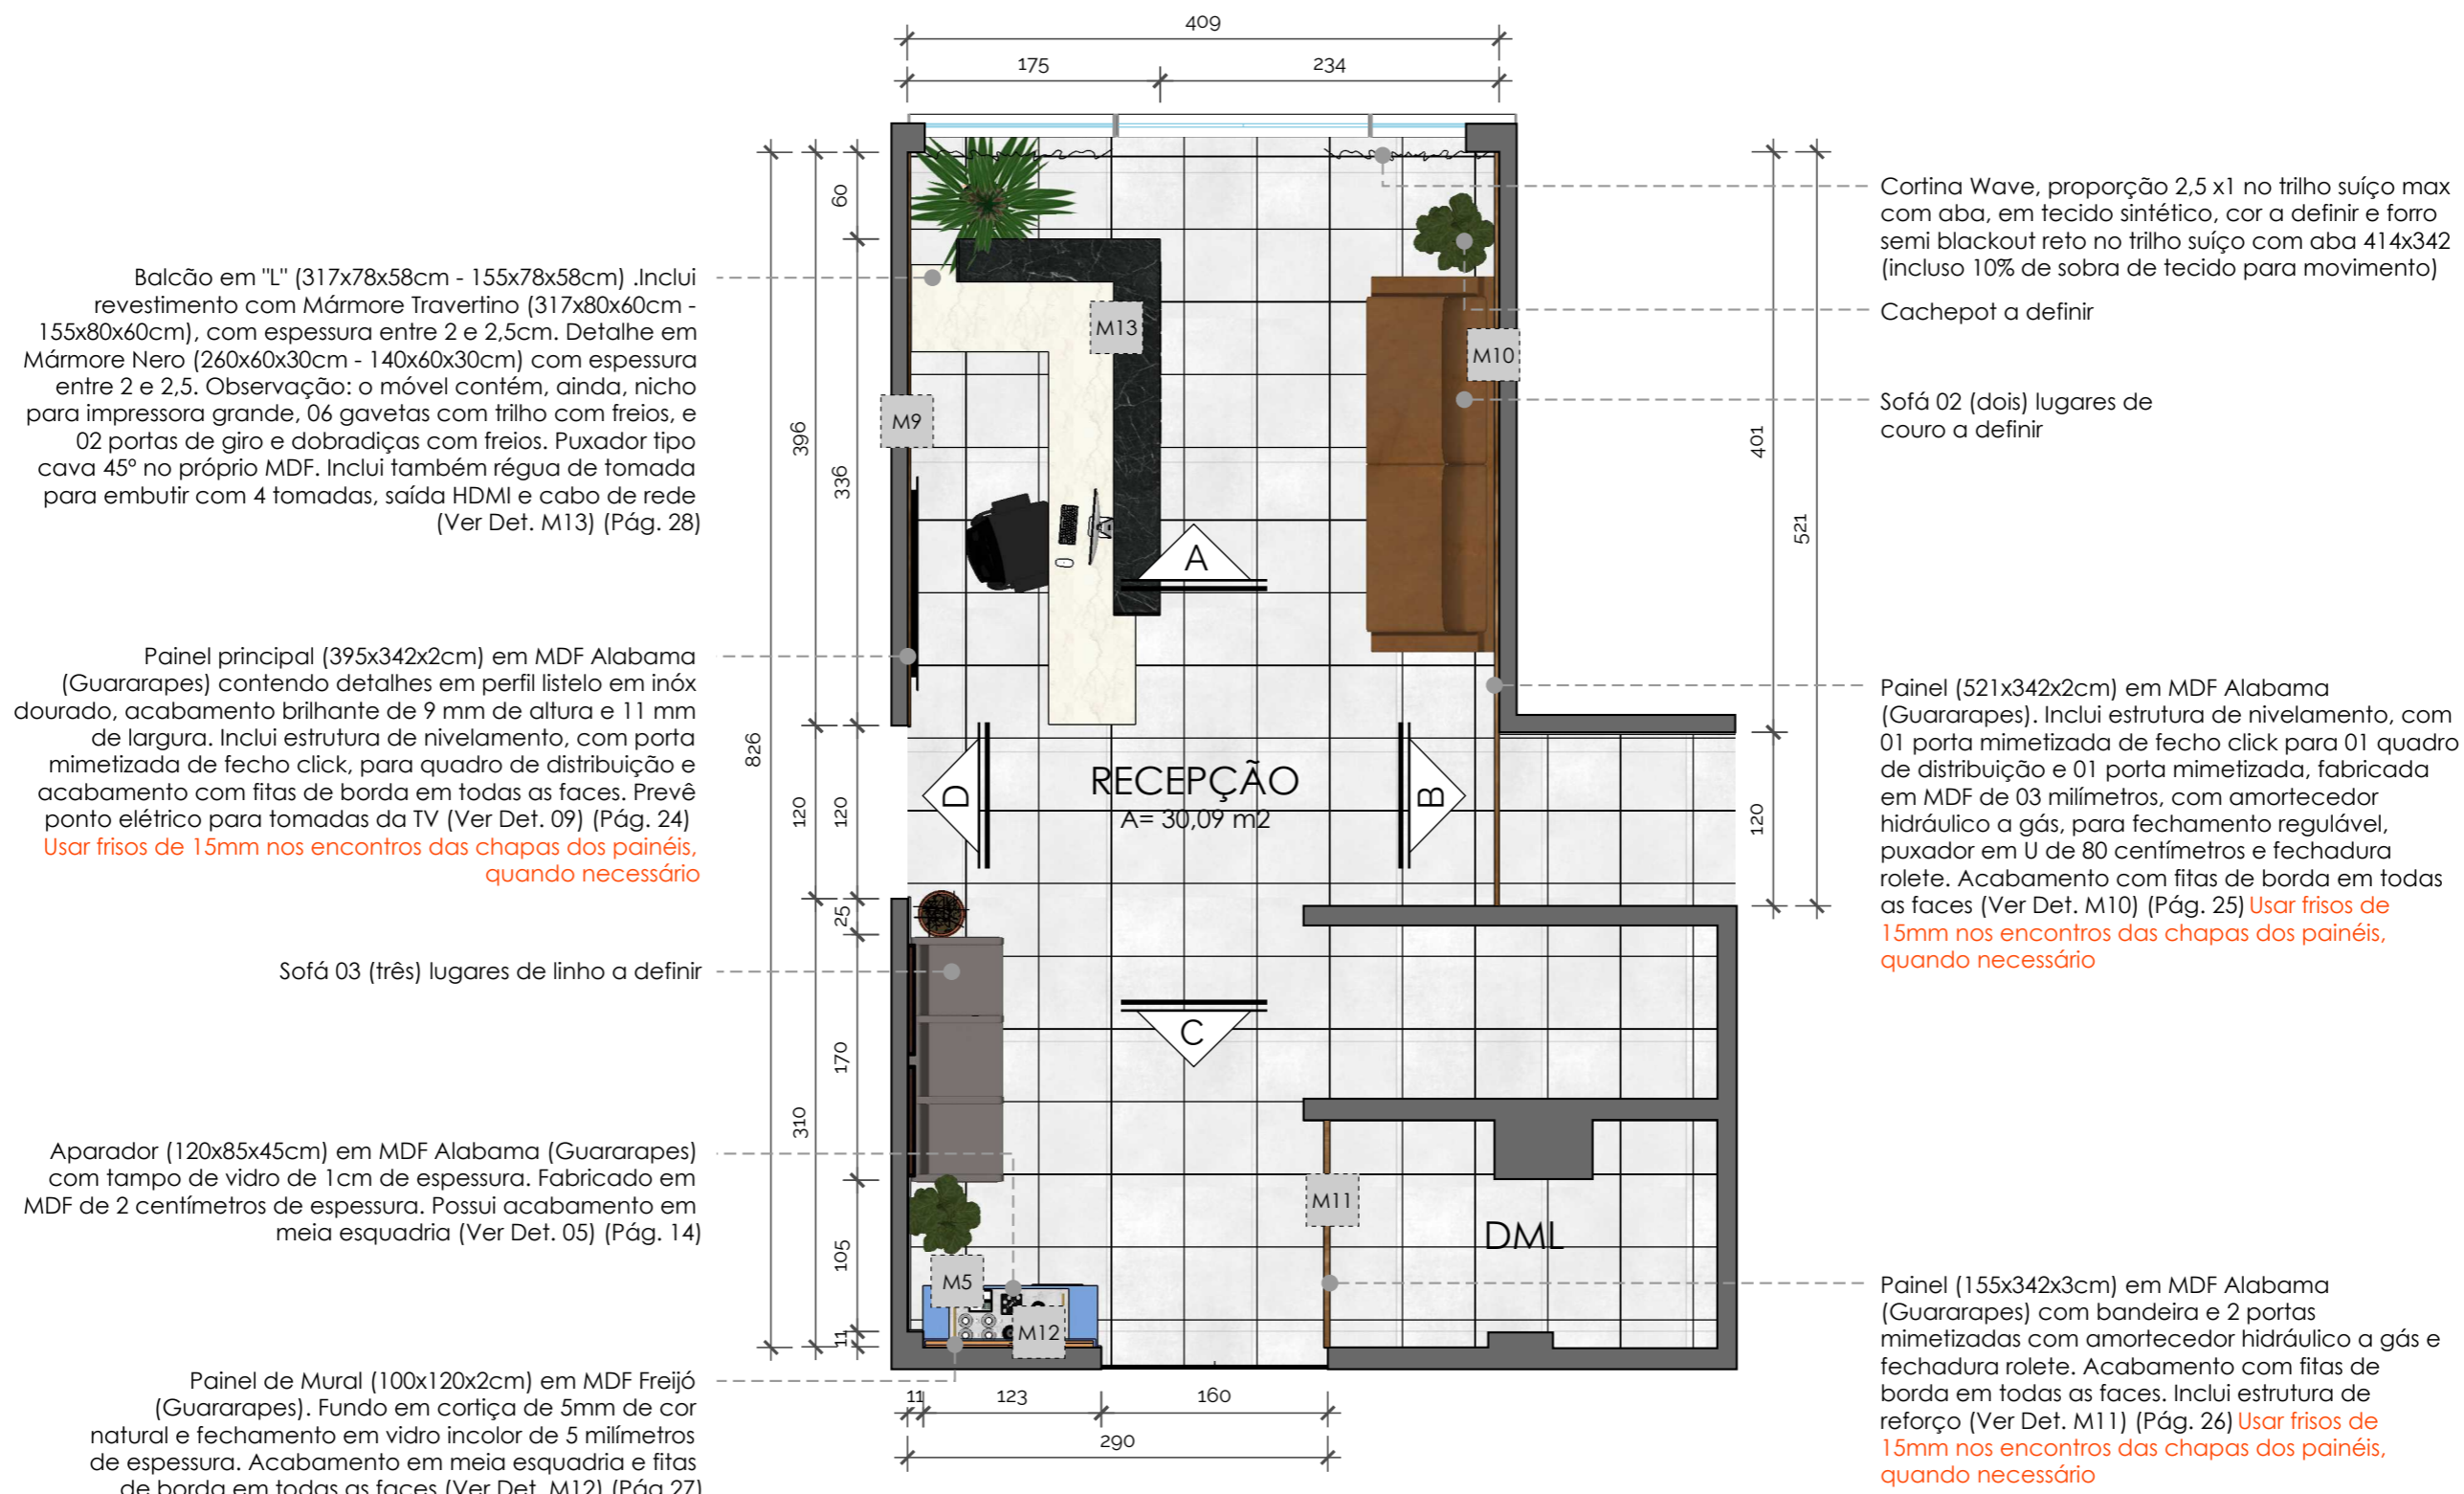 409
175
234
60
396
336
826
120
120
25
170
310
105
11
401
521
120
11
123
160
290
Balcão em "L" (317x78x58cm - 155x78x58cm) .Inclui
revestimento com Mármore Travertino (317x80x60cm -
155x80x60cm), com espessura entre 2 e 2,5cm. Detalhe em
Mármore Nero (260x60x30cm - 140x60x30cm) com espessura
entre 2 e 2,5. Observação: o móvel contém, ainda, nicho
para impressora grande, 06 gavetas com trilho com freios, e
02 portas de giro e dobradiças com freios. Puxador tipo
cava 45º no próprio MDF. Inclui também régua de tomada
para embutir com 4 tomadas, saída HDMI e cabo de rede
(Ver Det. M13) (Pág. 28)
Painel principal (395x342x2cm) em MDF Alabama
(Guararapes) contendo detalhes em perfil listelo em inóx
dourado, acabamento brilhante de 9 mm de altura e 11 mm
de largura. Inclui estrutura de nivelamento, com porta
mimetizada de fecho click, para quadro de distribuição e
acabamento com fitas de borda em todas as faces. Prevê
ponto elétrico para tomadas da TV (Ver Det. 09) (Pág. 24)
Usar frisos de 15mm nos encontros das chapas dos painéis,
quando necessário
Sofá 03 (três) lugares de linho a definir
Aparador (120x85x45cm) em MDF Alabama (Guararapes)
com tampo de vidro de 1cm de espessura. Fabricado em
MDF de 2 centímetros de espessura. Possui acabamento em
meia esquadria (Ver Det. 05) (Pág. 14)
Painel de Mural (100x120x2cm) em MDF Freijó
(Guararapes). Fundo em cortiça de 5mm de cor
natural e fechamento em vidro incolor de 5 milímetros
de espessura. Acabamento em meia esquadria e fitas
de borda em todas as faces (Ver Det. M12) (Pág.27)
M13
M10
M9
A
D
B
RECEPÇÃO
A= 30,09 m2
C
M11
DML
M5
M12
Cortina Wave, proporção 2,5 x1 no trilho suíço max
com aba, em tecido sintético, cor a definir e forro
semi blackout reto no trilho suíço com aba 414x342
(incluso 10% de sobra de tecido para movimento)
Cachepot a definir
Sofá 02 (dois) lugares de
couro a definir
Painel (521x342x2cm) em MDF Alabama
(Guararapes). Inclui estrutura de nivelamento, com
01 porta mimetizada de fecho click para 01 quadro
de distribuição e 01 porta mimetizada, fabricada
em MDF de 03 milímetros, com amortecedor
hidráulico a gás, para fechamento regulável,
puxador em U de 80 centímetros e fechadura
rolete. Acabamento com fitas de borda em todas
as faces (Ver Det. M10) (Pág. 25) Usar frisos de
15mm nos encontros das chapas dos painéis,
quando necessário
Painel (155x342x3cm) em MDF Alabama
(Guararapes) com bandeira e 2 portas
mimetizadas com amortecedor hidráulico a gás e
fechadura rolete. Acabamento com fitas de
borda em todas as faces. Inclui estrutura de
reforço (Ver Det. M11) (Pág. 26) Usar frisos de
15mm nos encontros das chapas dos painéis,
quando necessário